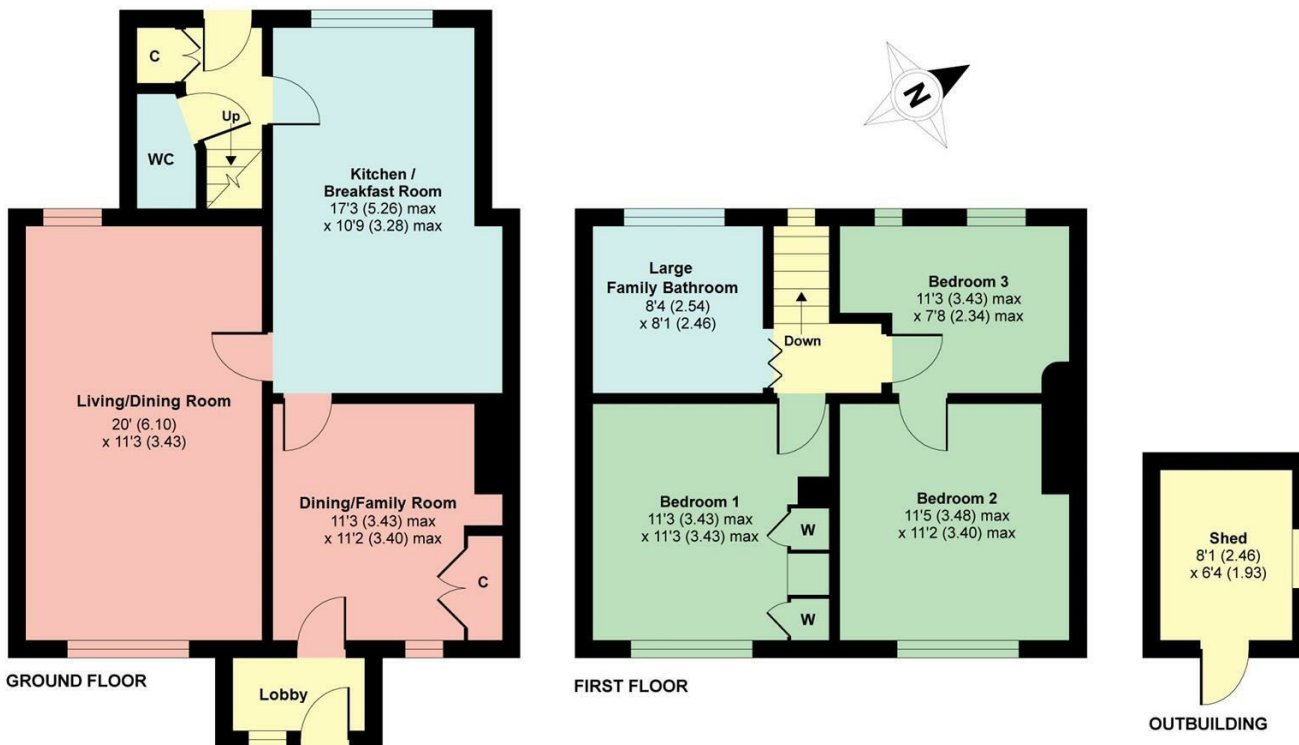 C
Up
WC
Kitchen /
Breakfast Room
17'3 (5.26) max
x 10'9 (3.28) max
Living/Dining Room
20' (6.10)
x 11'3 (3.43)
Dining/Family Room
11'3 (3.43) max
x 11'2 (3.40) max
C
GROUND FLOOR
Lobby
N
Large
Family Bathroom
8'4 (2.54)
x 8'1 (2.46)
Down
Bedroom 3
11'3 (3.43) max
x 7'8 (2.34) max
Bedroom 1
11'3 (3.43) max
x 11'3 (3.43) max
W
W
Bedroom 2
11'5 (3.48) max
x 11'2 (3.40) max
FIRST FLOOR
Shed
8'1 (2.46)
x 6'4 (1.93)
OUTBUILDING